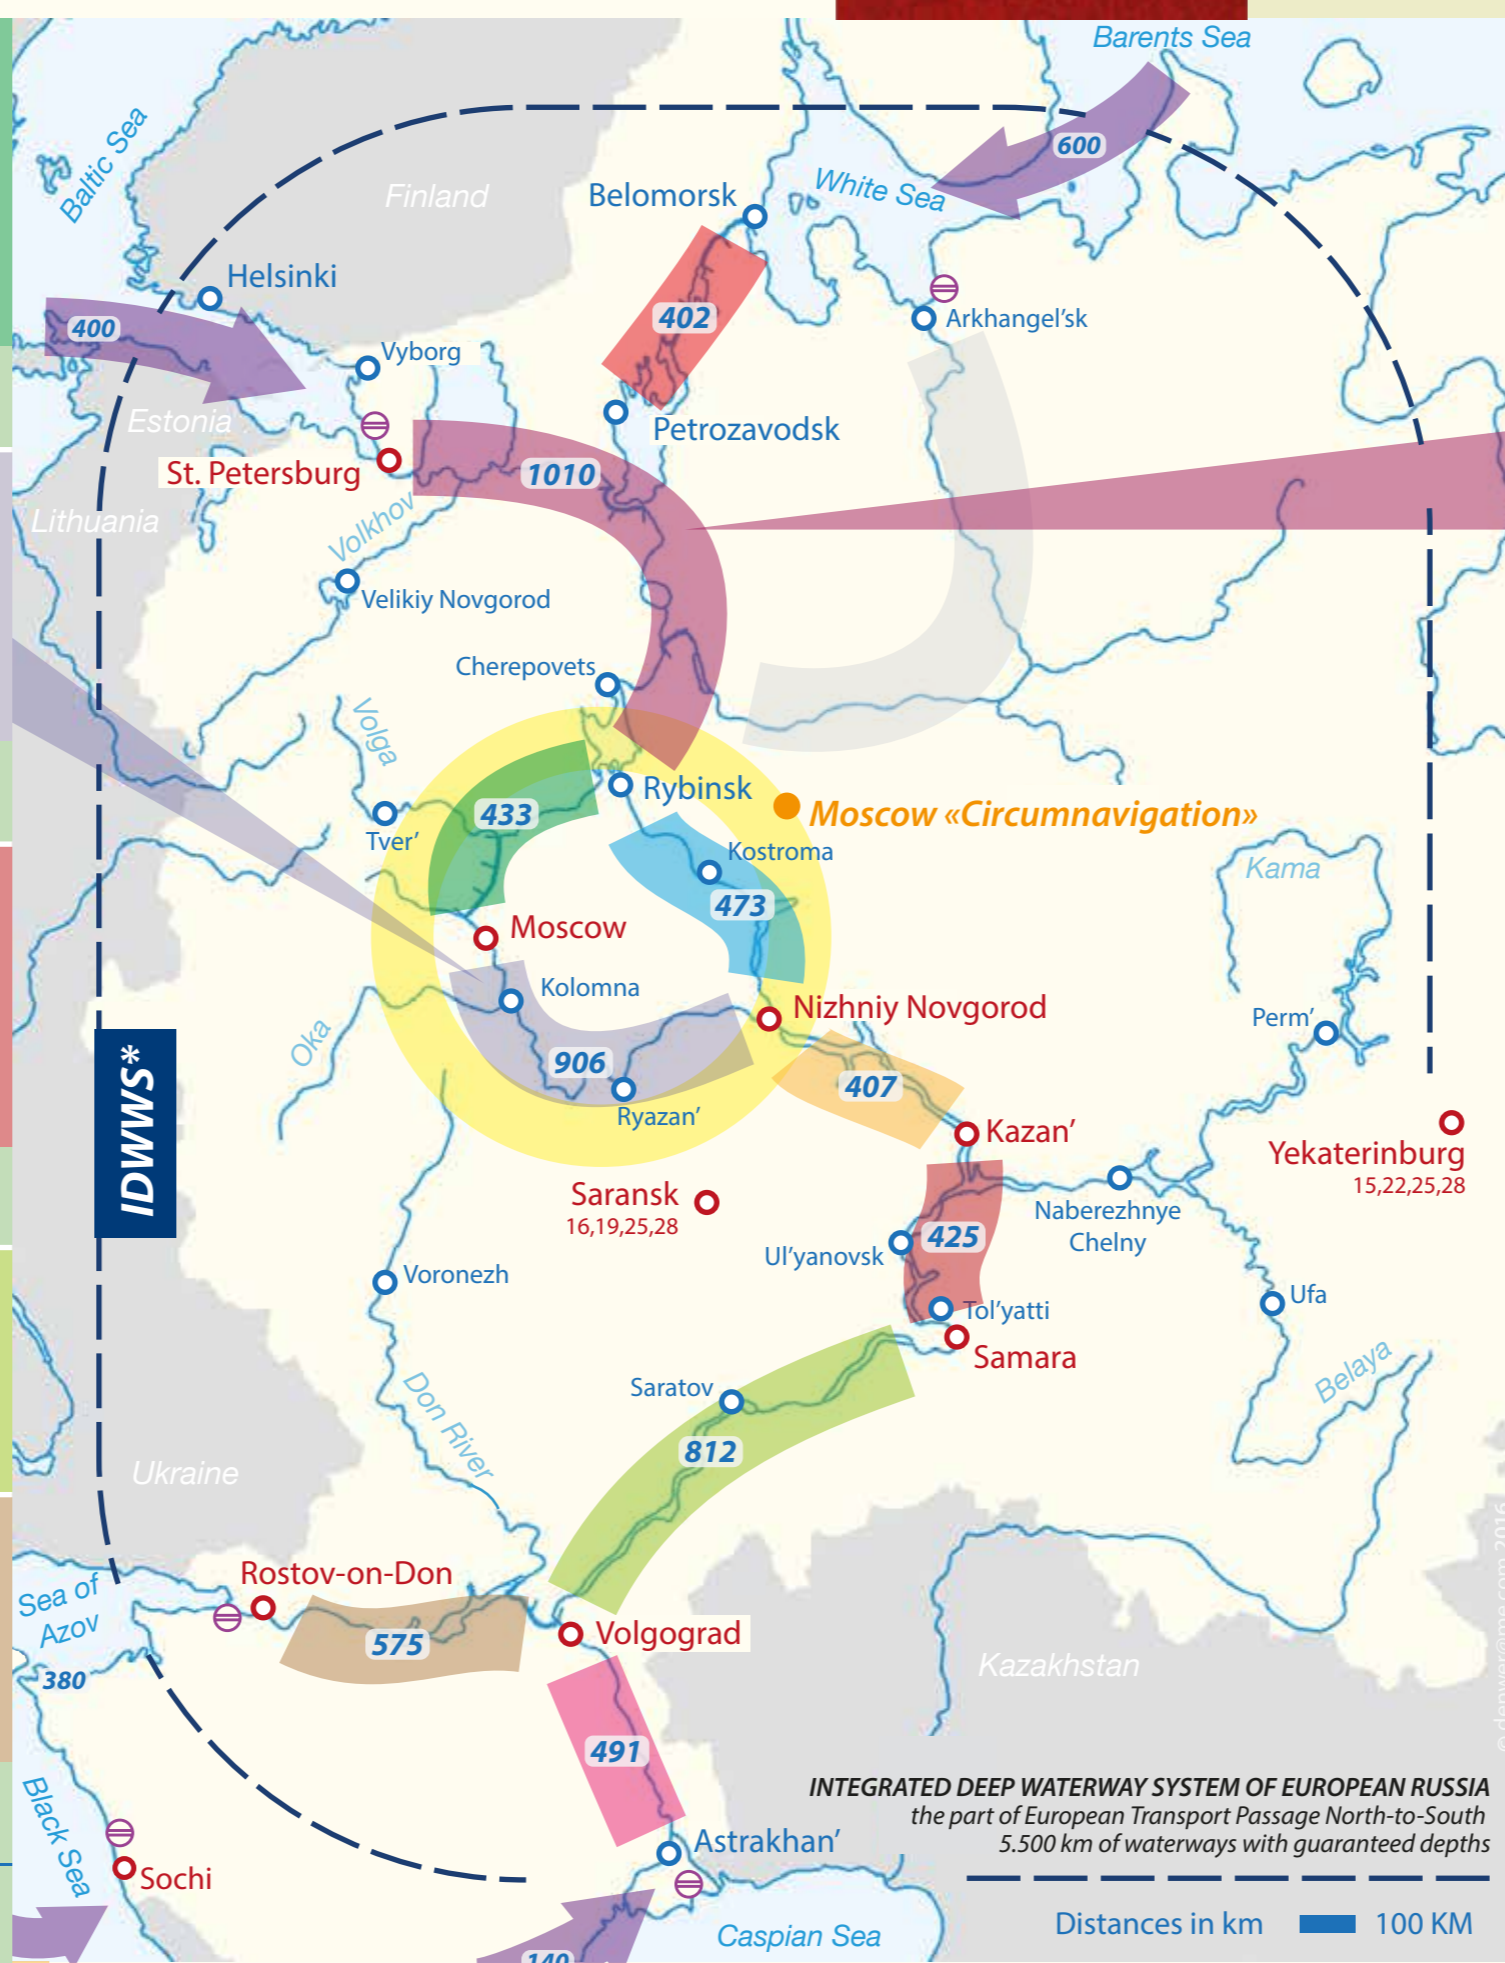 Barents Sea
Baltic Sea
600
Finland
White Sea
Belomorsk
Helsinki
400
402
Arkhangel'sk
Vyborg
Estonia
Petrozavodsk
St. Petersburg
1010
Lithuania
Volkhov
Velikiy Novgorod
Cherepovets
Volga
Rybinsk
433
Moscow «Circumnavigation»
Tver'
Kostroma
Kama
473
Moscow
Kolomna
Nizhniy Novgorod
Perm'
Oka
906
407
IDWWS*
Ryazan'
Kazan'
Yekaterinburg
15,22,25,28
Saransk
16,19,25,28
Naberezhnye
Chelny
425
Ul'yanovsk
Voronezh
Tol'yatti
Ufa
Samara
Saratov
Belaya
Don River
812
Ukraine
Rostov-on-Don
Sea of
Azov
575
Volgograd
380
Kazakhstan
491
Black Sea
Astrakhan'
Sochi
Caspian Sea
140
INTEGRATED DEEP WATERWAY SYSTEM OF EUROPEAN RUSSIA
the part of European Transport Passage North-to-South
5.500 km of waterways with guaranteed depths
Distances in km 100 KM